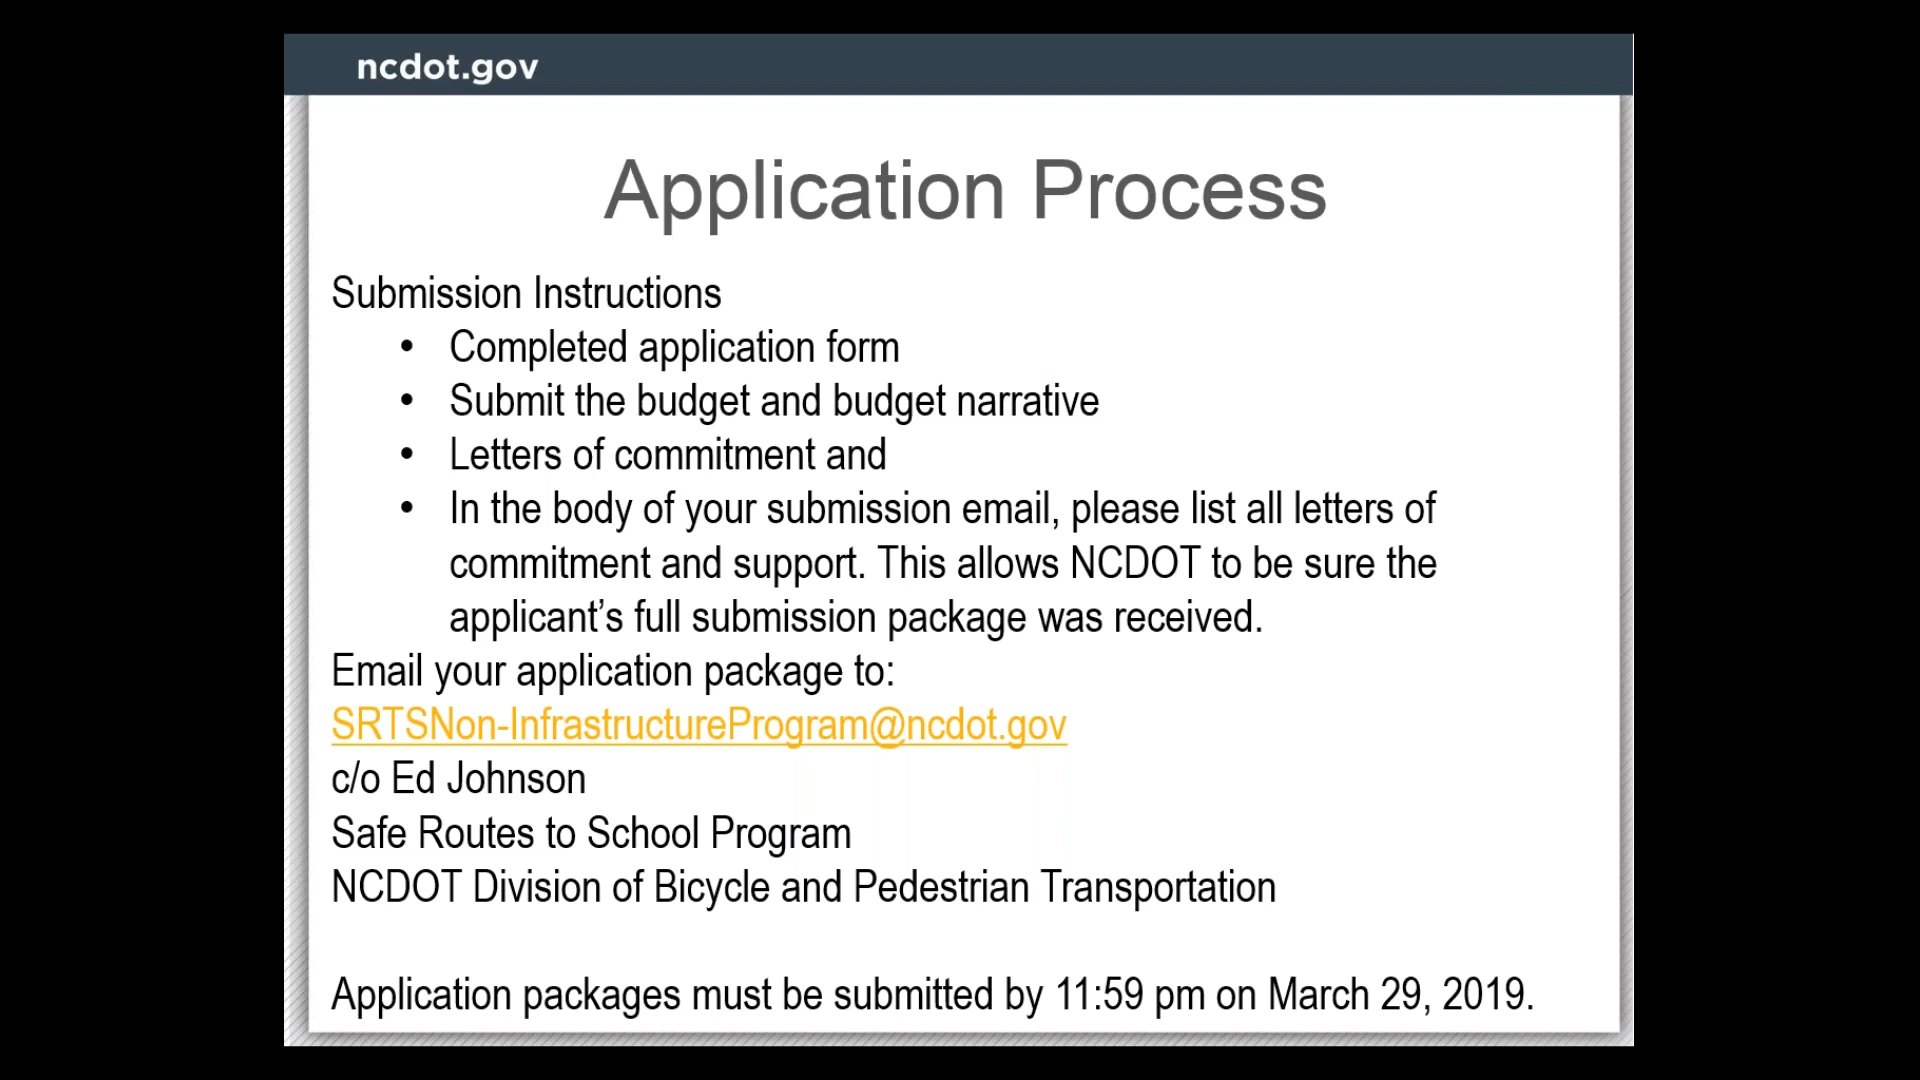 ncdot.gov
Application Process
Submission Instructions
• Completed application form
• Submit the budget and budget narrative
• Letters of commitment and
• In the body of your submission email, please list all letters of
commitment and support. This allows NCDOT to be sure the
applicant’s full submission package was received.
Email your application package to:
SRTSNon-InfrastructureProgram@ncdot.gov
c/o Ed Johnson
Safe Routes to School Program
NCDOT Division of Bicycle and Pedestrian Transportation
Application packages must be submitted by 11:59 pm on March 29, 2019.